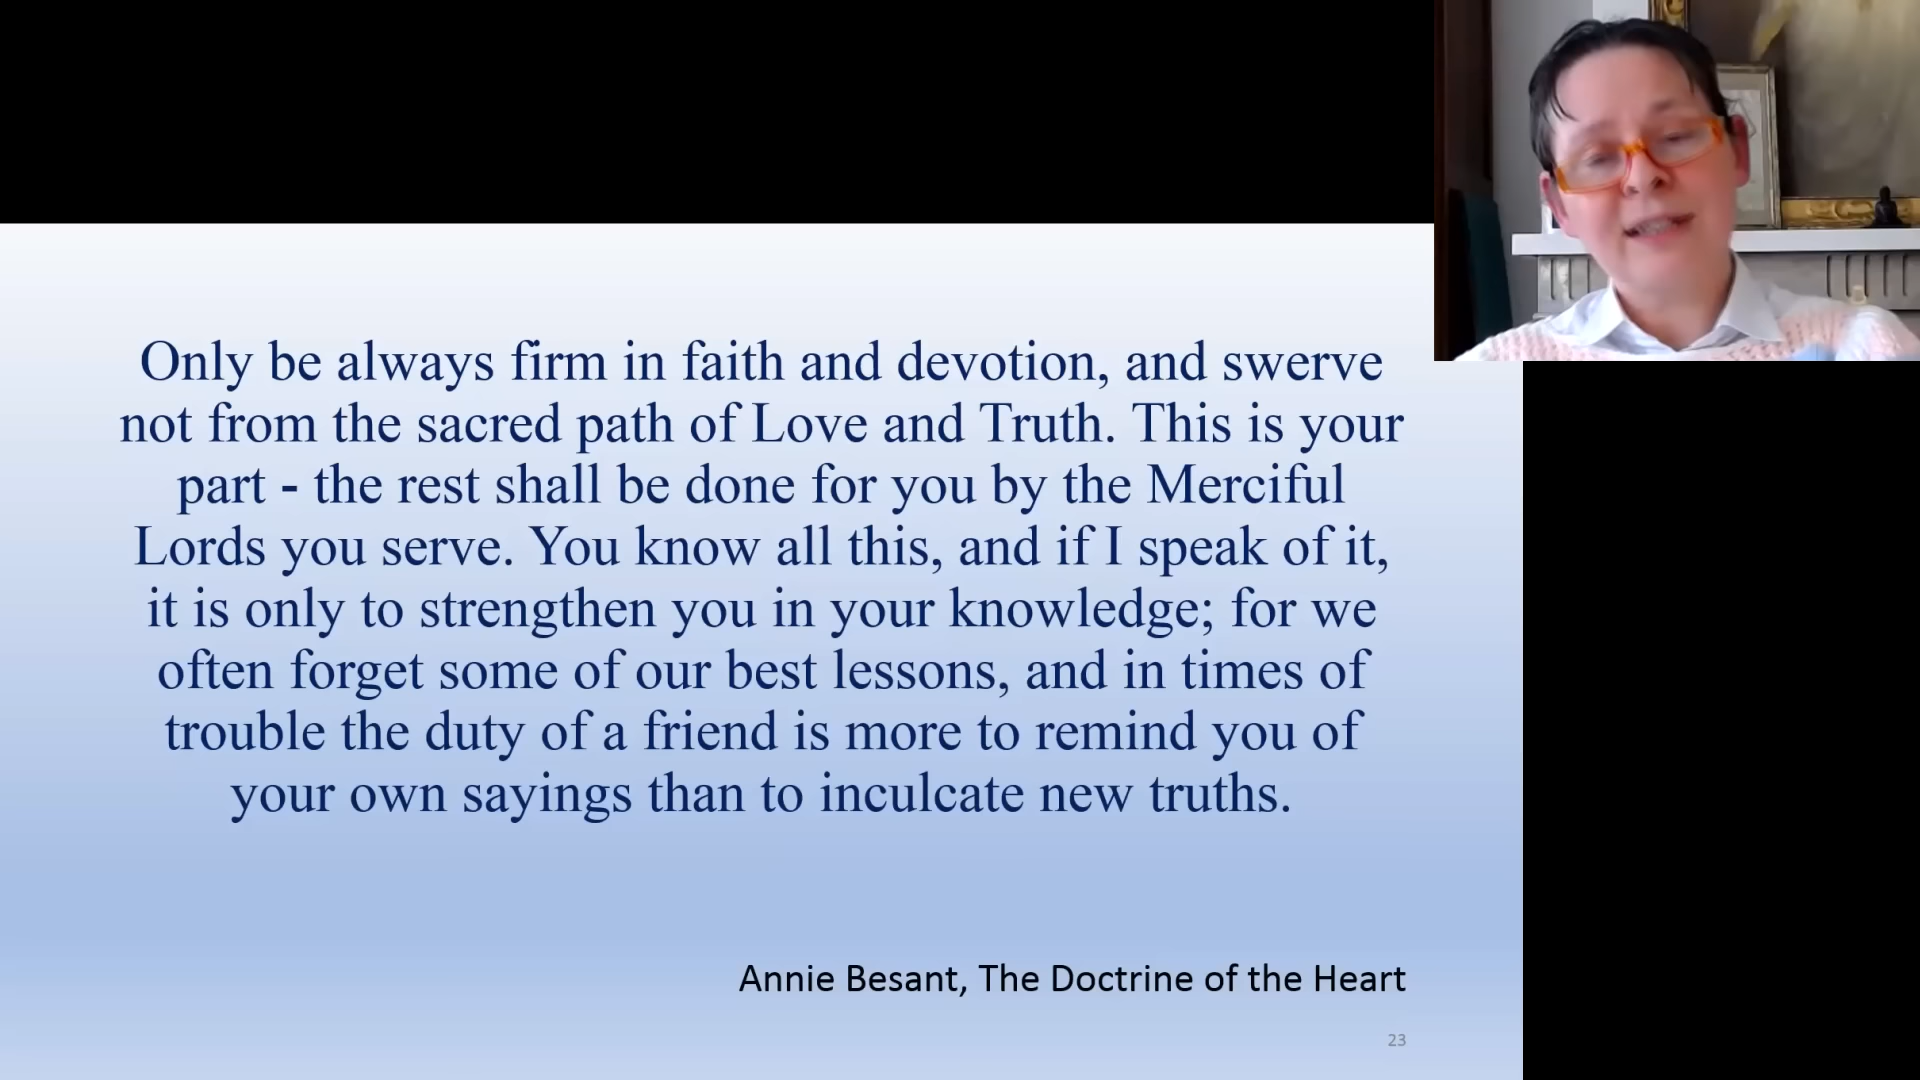 Only be always firm in faith and devotion, and swerve
not from the sacred path of Love and Truth. This is your
part - the rest shall be done for you by the Merciful
Lords you serve. You know all this, and if I speak of it,
it is only to strengthen you in your knowledge; for we
often forget some of our best lessons, and in times of
trouble the duty of a friend is more to remind you of
your own sayings than to inculcate new truths.
Annie Besant, The Doctrine of the Heart
23